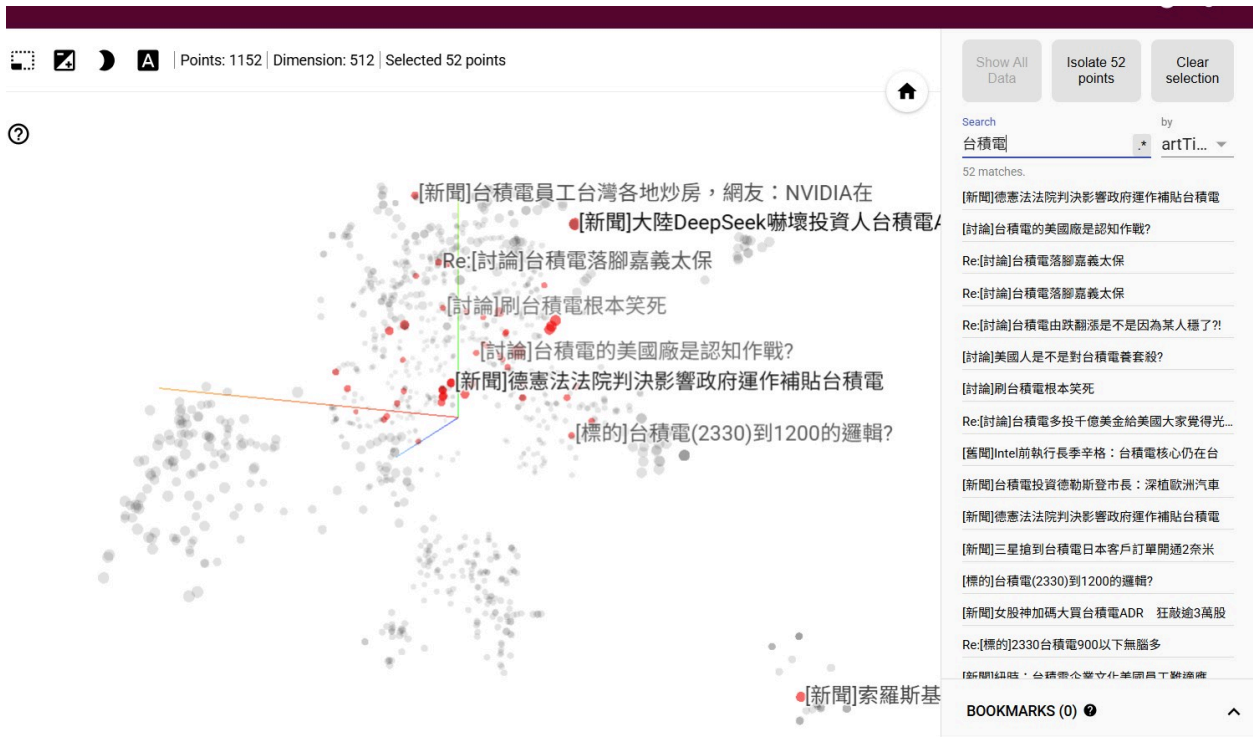 A
Points: 1152
Dimension: 512
Selected 52 points
[新聞]台積電員工台灣各地炒房，網友：NVIDIA在
[新聞]大陸DeepSeek嚇壞投資人台積電A
Re:[討論]台積電落腳嘉義太保
[討論]刷台積電根本笑死
[討論]台積電的美國廠是認知作戰?
[新聞]德憲法法院判決影響政府運作補貼台積電
[標的]台積電(2330)到1200的邏輯?
[新聞]索羅斯基
Show All
Data
Isolate 52
points
Clear
selection
Search
by
台積電
.*
artTi...
52 matches.
[新聞]德憲法法院判決影響政府運作補貼台積電
[討論]台積電的美國廠是認知作戰?
Re:[討論]台積電落腳嘉義太保
Re:[討論]台積電落腳嘉義太保
Re:[討論]台積電由跌翻漲是不是因為某人穩了?!
[討論]美國人是不是對台積電養套殺?
[討論]刷台積電根本笑死
Re:[討論]台積電多投千億美金給美國大家覺得光...
[舊聞]Intel前執行長季辛格：台積電核心仍在台
[新聞]台積電投資德勒斯登市長：深植歐洲汽車
[新聞]德憲法法院判決影響政府運作補貼台積電
[新聞]三星搶到台積電日本客戶訂單開通2奈米
[標的]台積電(2330)到1200的邏輯?
[新聞]女股神加碼大買台積電ADR　狂敲逾3萬股
Re:[標的]2330台積電900以下無腦多
[新聞]紐時：台積電企業文化美國員工難適應
BOOKMARKS (0)